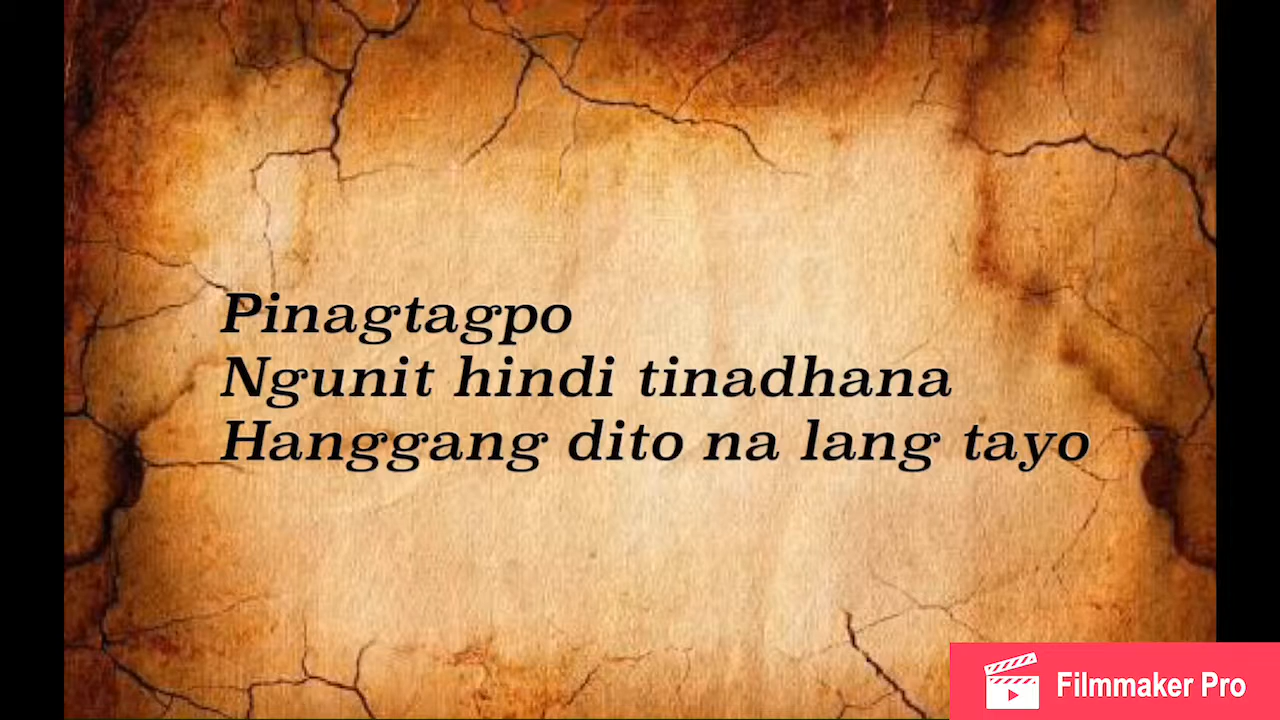 Pinagtagpo
Ngunit hindi tinadhana
Hanggang dito na lang tayo
Filmmaker Pro